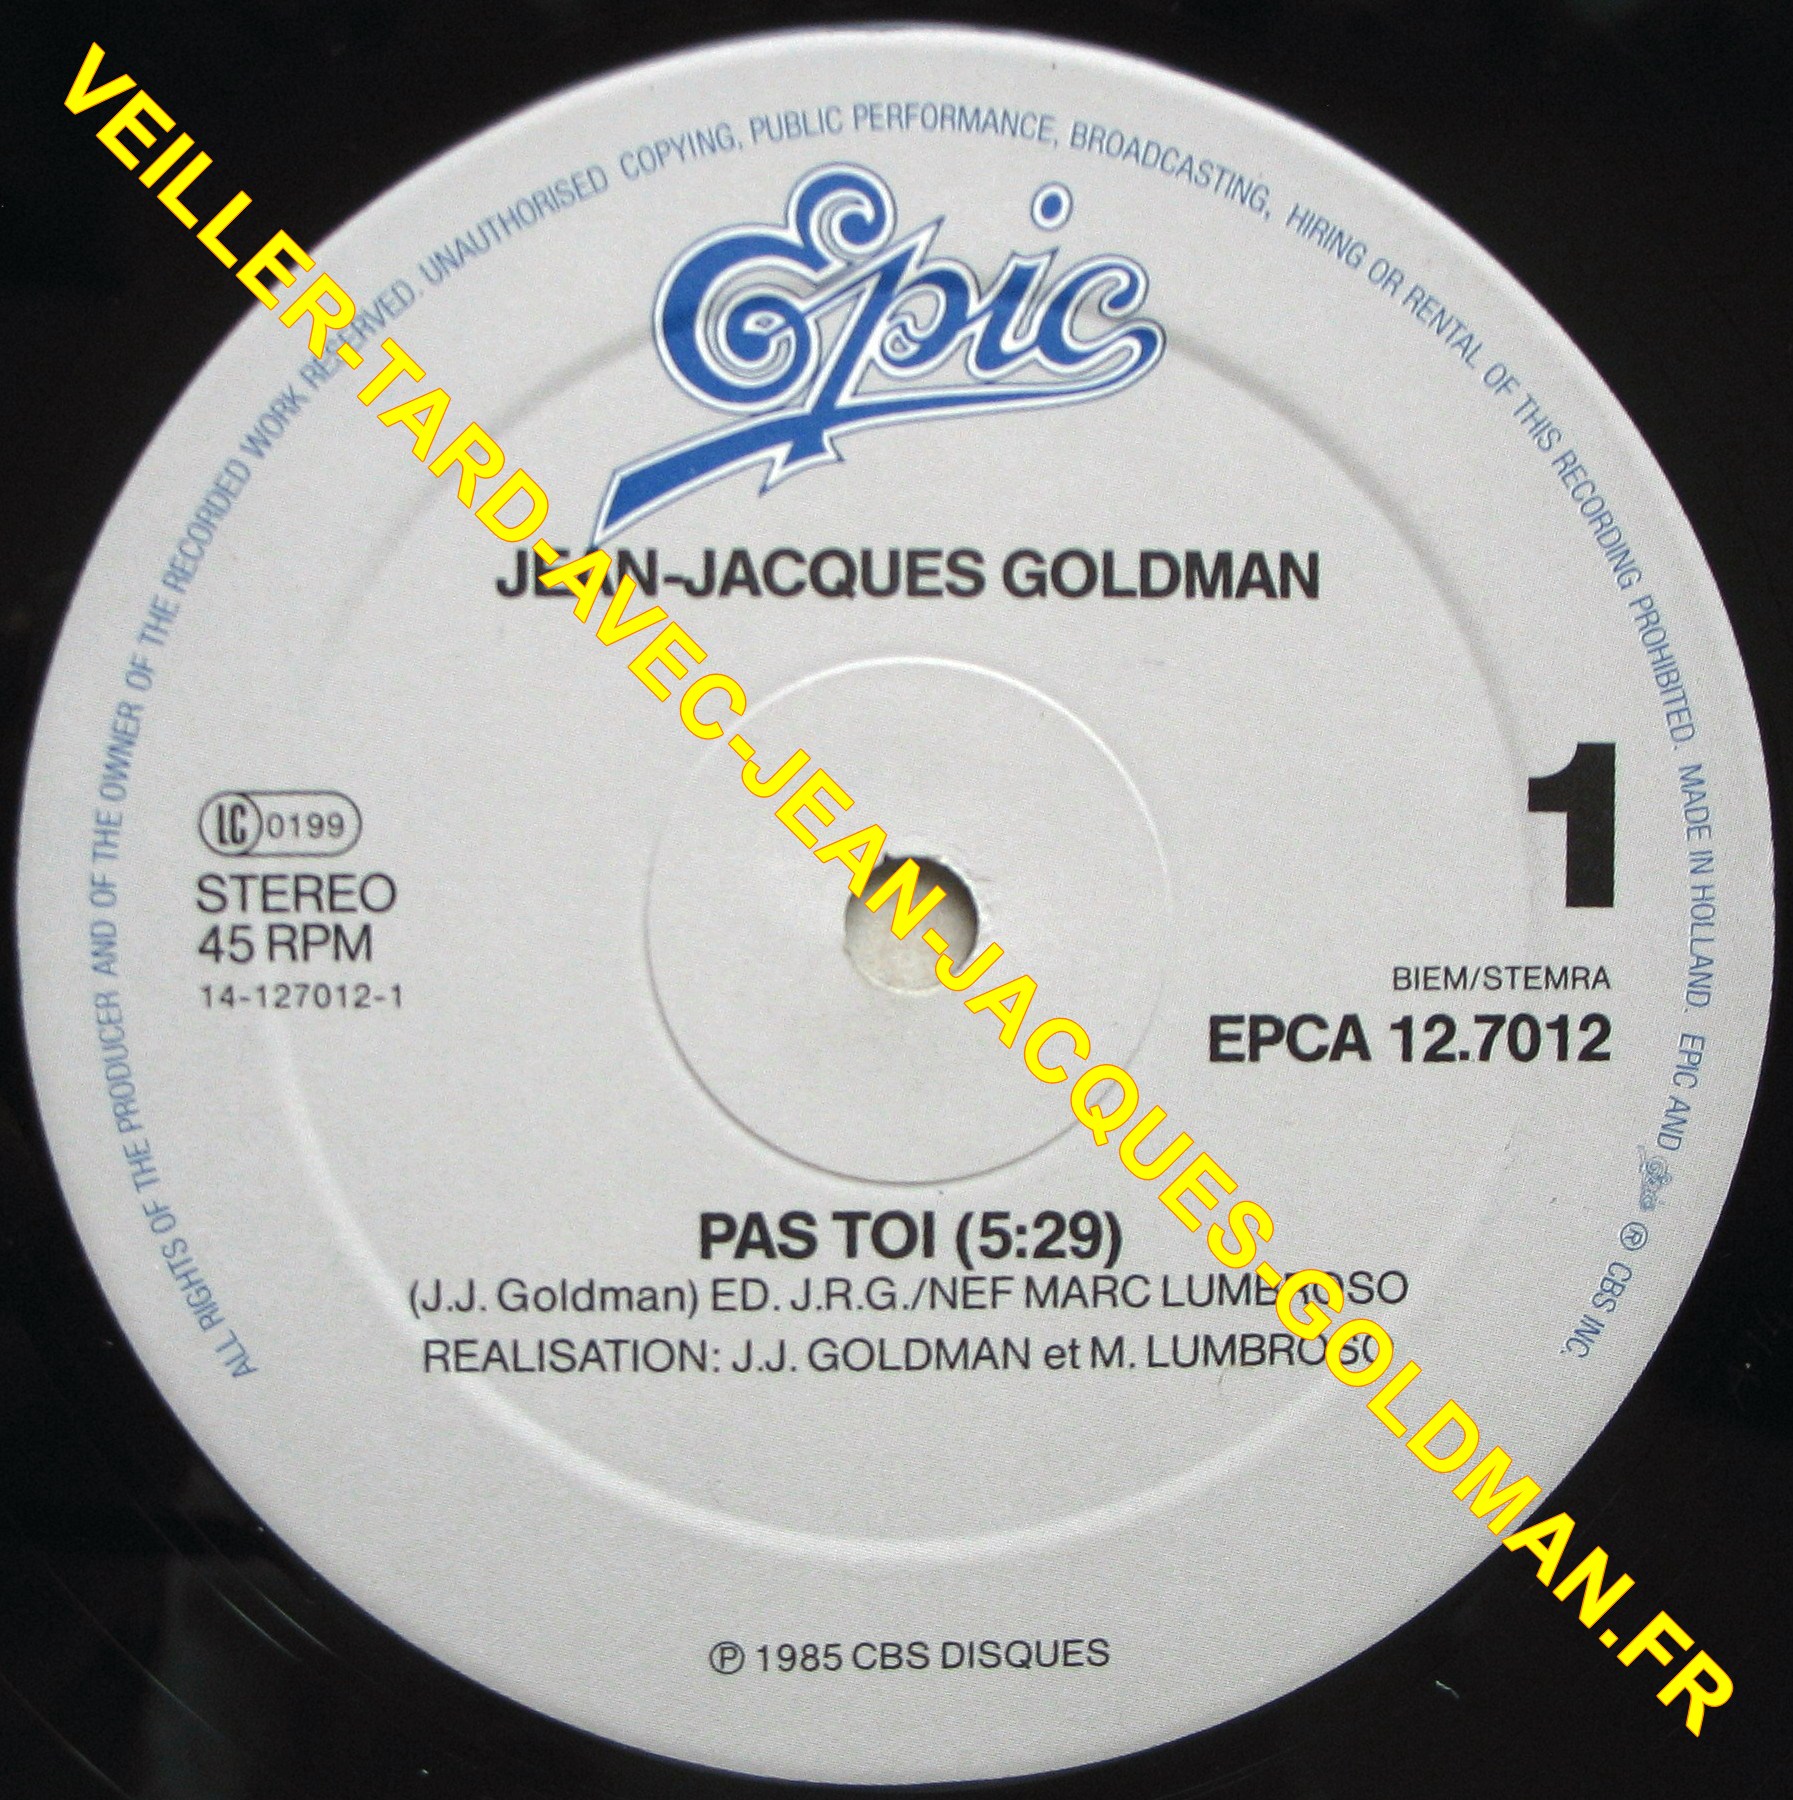 ALL RIGHTS OF THE PRODUCER AND OF THE OWNER OF THE RECORDED WORK RESERVED. UNAUTHORISED COPYING, PUBLIC PERFORMANCE, BROADCASTING, HIRING OR RENTAL OF THIS RECORDING PROHIBITED. MADE IN HOLLAND. EPIC AND Epic ® CBS INC.
Epic
JEAN-JACQUES GOLDMAN
1
LC 0199
STEREO
45 RPM
14-127012-1
BIEM/STEMRA
EPCA 12.7012
PAS TOI (5:29)
(J.J. Goldman) ED. J.R.G./NEF MARC LUMBROSO
REALISATION: J.J. GOLDMAN et M. LUMBROSO
℗ 1985 CBS DISQUES
VEILLER-TARD-AVEC-JEAN-JACQUES-GOLDMAN.FR